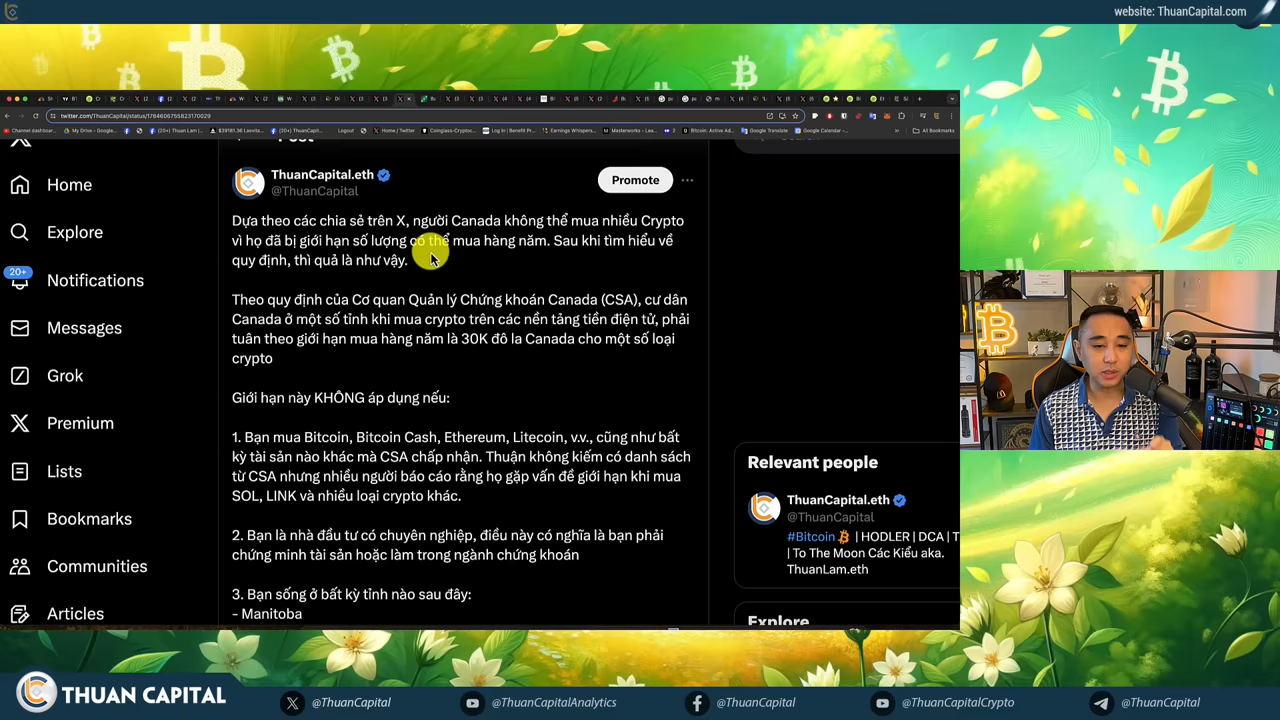 website: ThuanCapital.com
twitter.com/ThuanCapital/status/1784606755823170029
All Bookmarks
Home
Explore
20+
Notifications
Messages
Grok
Premium
Lists
Bookmarks
Communities
Articles
Post
ThuanCapital.eth
@ThuanCapital
Promote
Dựa theo các chia sẻ trên X, người Canada không thể mua nhiều Crypto
vì họ đã bị giới hạn số lượng có thể mua hàng năm. Sau khi tìm hiểu về
quy định, thì quả là như vậy.
Theo quy định của Cơ quan Quản lý Chứng khoán Canada (CSA), cư dân
Canada ở một số tỉnh khi mua crypto trên các nền tảng tiền điện tử, phải
tuân theo giới hạn mua hàng năm là 30K đô la Canada cho một số loại
crypto
Giới hạn này KHÔNG áp dụng nếu:
1. Bạn mua Bitcoin, Bitcoin Cash, Ethereum, Litecoin, v.v., cũng như bất
kỳ tài sản nào khác mà CSA chấp nhận. Thuận không kiếm có danh sách
từ CSA nhưng nhiều người báo cáo rằng họ gặp vấn đề giới hạn khi mua
SOL, LINK và nhiều loại crypto khác.
2. Bạn là nhà đầu tư có chuyên nghiệp, điều này có nghĩa là bạn phải
chứng minh tài sản hoặc làm trong ngành chứng khoán
3. Bạn sống ở bất kỳ tỉnh nào sau đây:
- Manitoba
Relevant people
ThuanCapital.eth
@ThuanCapital
#Bitcoin | HODLER | DCA | T
| To The Moon Các Kiểu aka.
ThuanLam.eth
Explore
THUAN CAPITAL
@ThuanCapital
@ThuanCapitalAnalytics
@ThuanCapital
@ThuanCapitalCrypto
@ThuanCapital